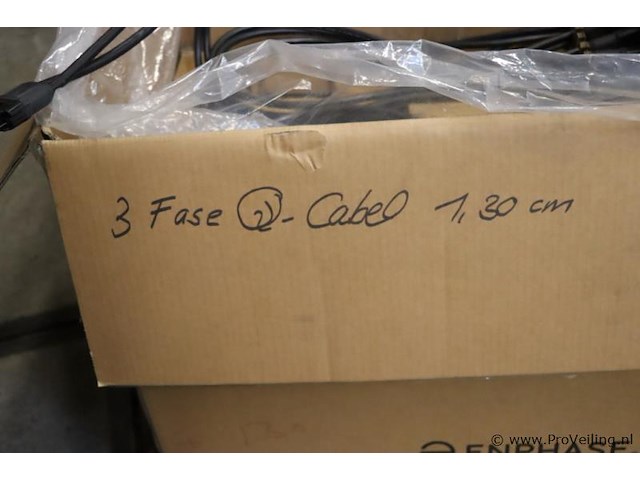 3 Fase Q-Cabel 1,30 cm
ENPHASE
© www.ProVeiling.nl